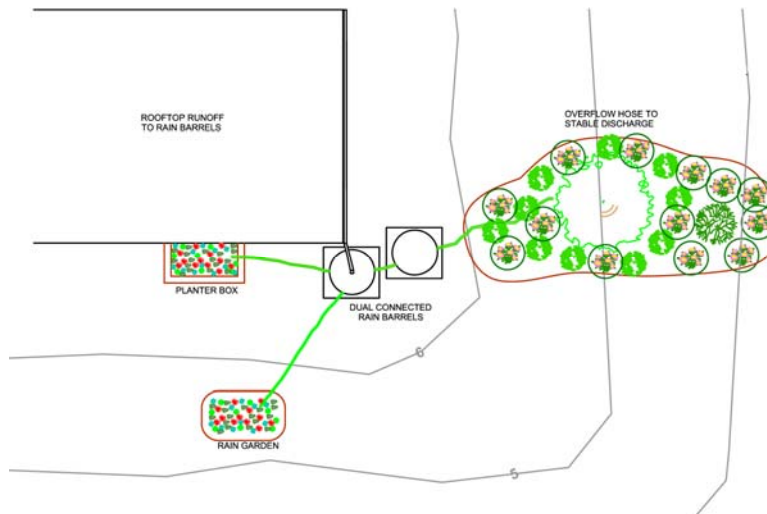 ROOFTOP RUNOFF
TO RAIN BARRELS
OVERFLOW HOSE TO
STABLE DISCHARGE
PLANTER BOX
DUAL CONNECTED
RAIN BARRELS
6
RAIN GARDEN
5